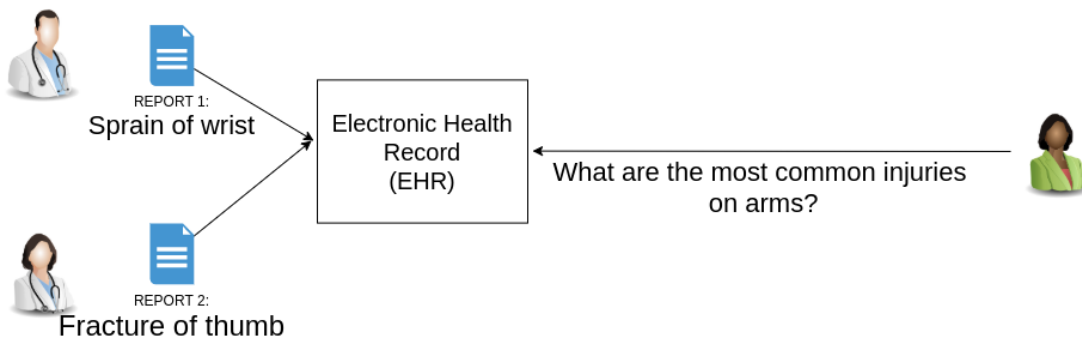 REPORT 1:
Sprain of wrist
Electronic Health
Record
(EHR)
What are the most common injuries
on arms?
REPORT 2:
Fracture of thumb